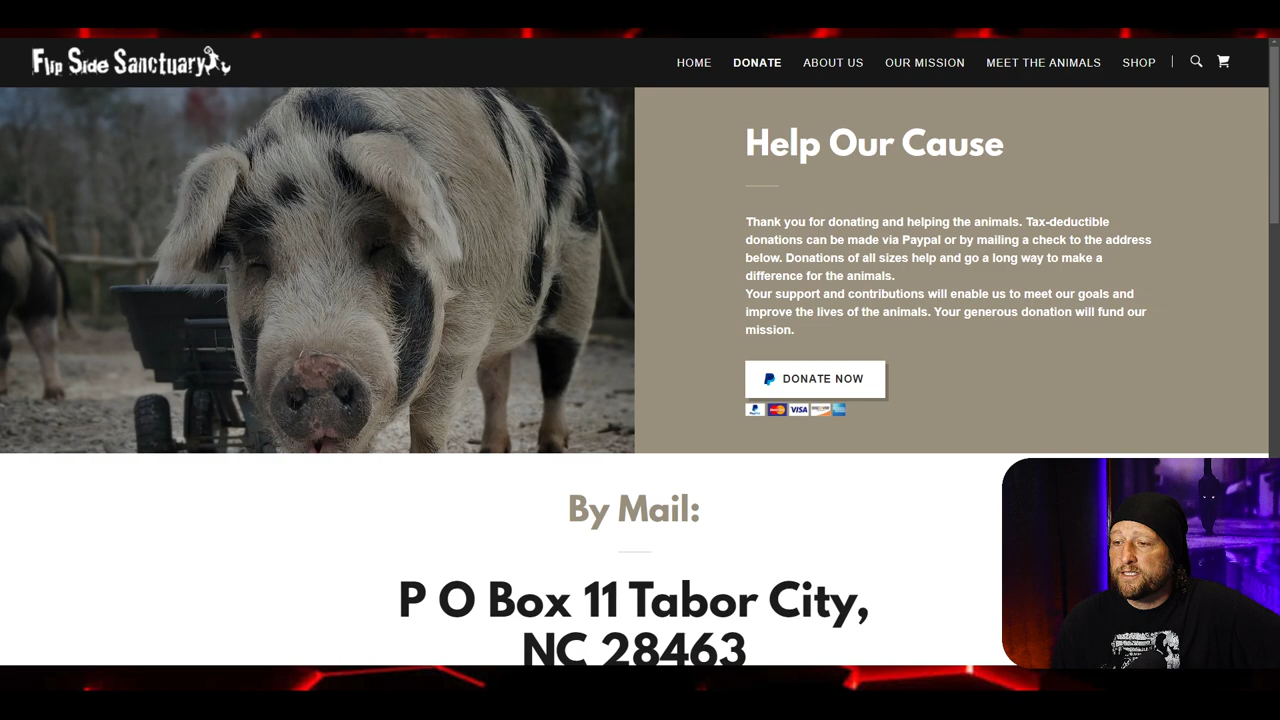 Flip Side Sanctuary
HOME DONATE ABOUT US OUR MISSION MEET THE ANIMALS SHOP
Help Our Cause
Thank you for donating and helping the animals. Tax-deductible
donations can be made via Paypal or by mailing a check to the address
below. Donations of all sizes help and go a long way to make a
difference for the animals.
Your support and contributions will enable us to meet our goals and
improve the lives of the animals. Your generous donation will fund our
mission.
DONATE NOW
VISA
By Mail:
P O Box 11 Tabor City,
NC 28463